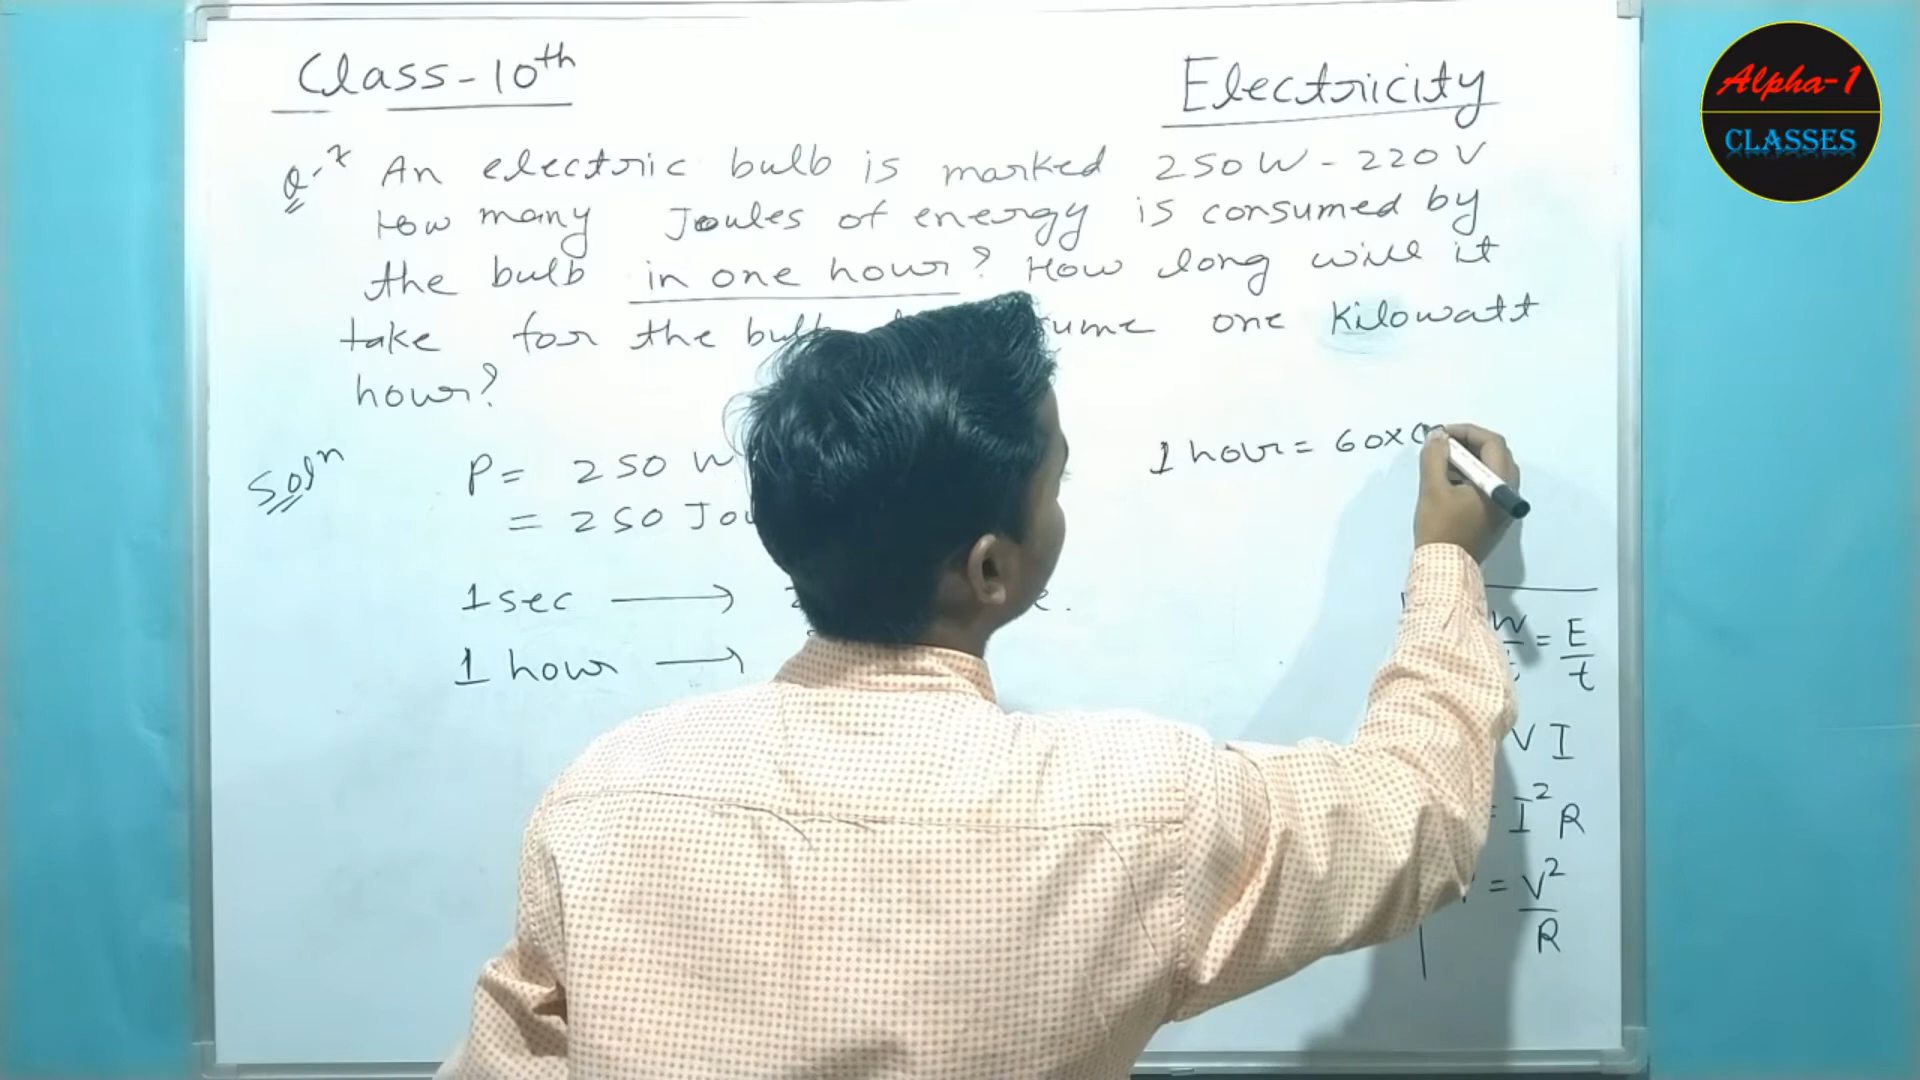 Class-10th
Electricity
Alpha-1
CLASSES
Q-7 An electric bulb is marked 250W-220V
How many Joules of energy is consumed by
the bulb in one hour? How long will it
take for the bulb one Kilowatt
hour?
Soln
P= 250 W
= 250
1 hour = 60×
1sec →
1 hour →
= E/t
VI
= I²R
= V²/R